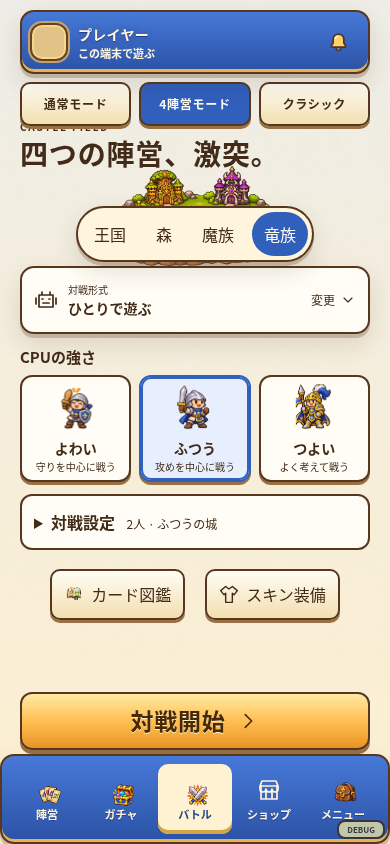 プレイヤー
この端末で遊ぶ
通常モード
4陣営モード
クラシック
四つの陣営、激突。
王国
森
魔族
竜族
対戦形式
ひとりで遊ぶ
変更
CPUの強さ
よわい
守りを中心に戦う
ふつう
攻めを中心に戦う
つよい
よく考えて戦う
▶ 対戦設定 2人 · ふつうの城
カード図鑑
スキン装備
対戦開始
陣営
ガチャ
バトル
ショップ
メニュー
DEBUG